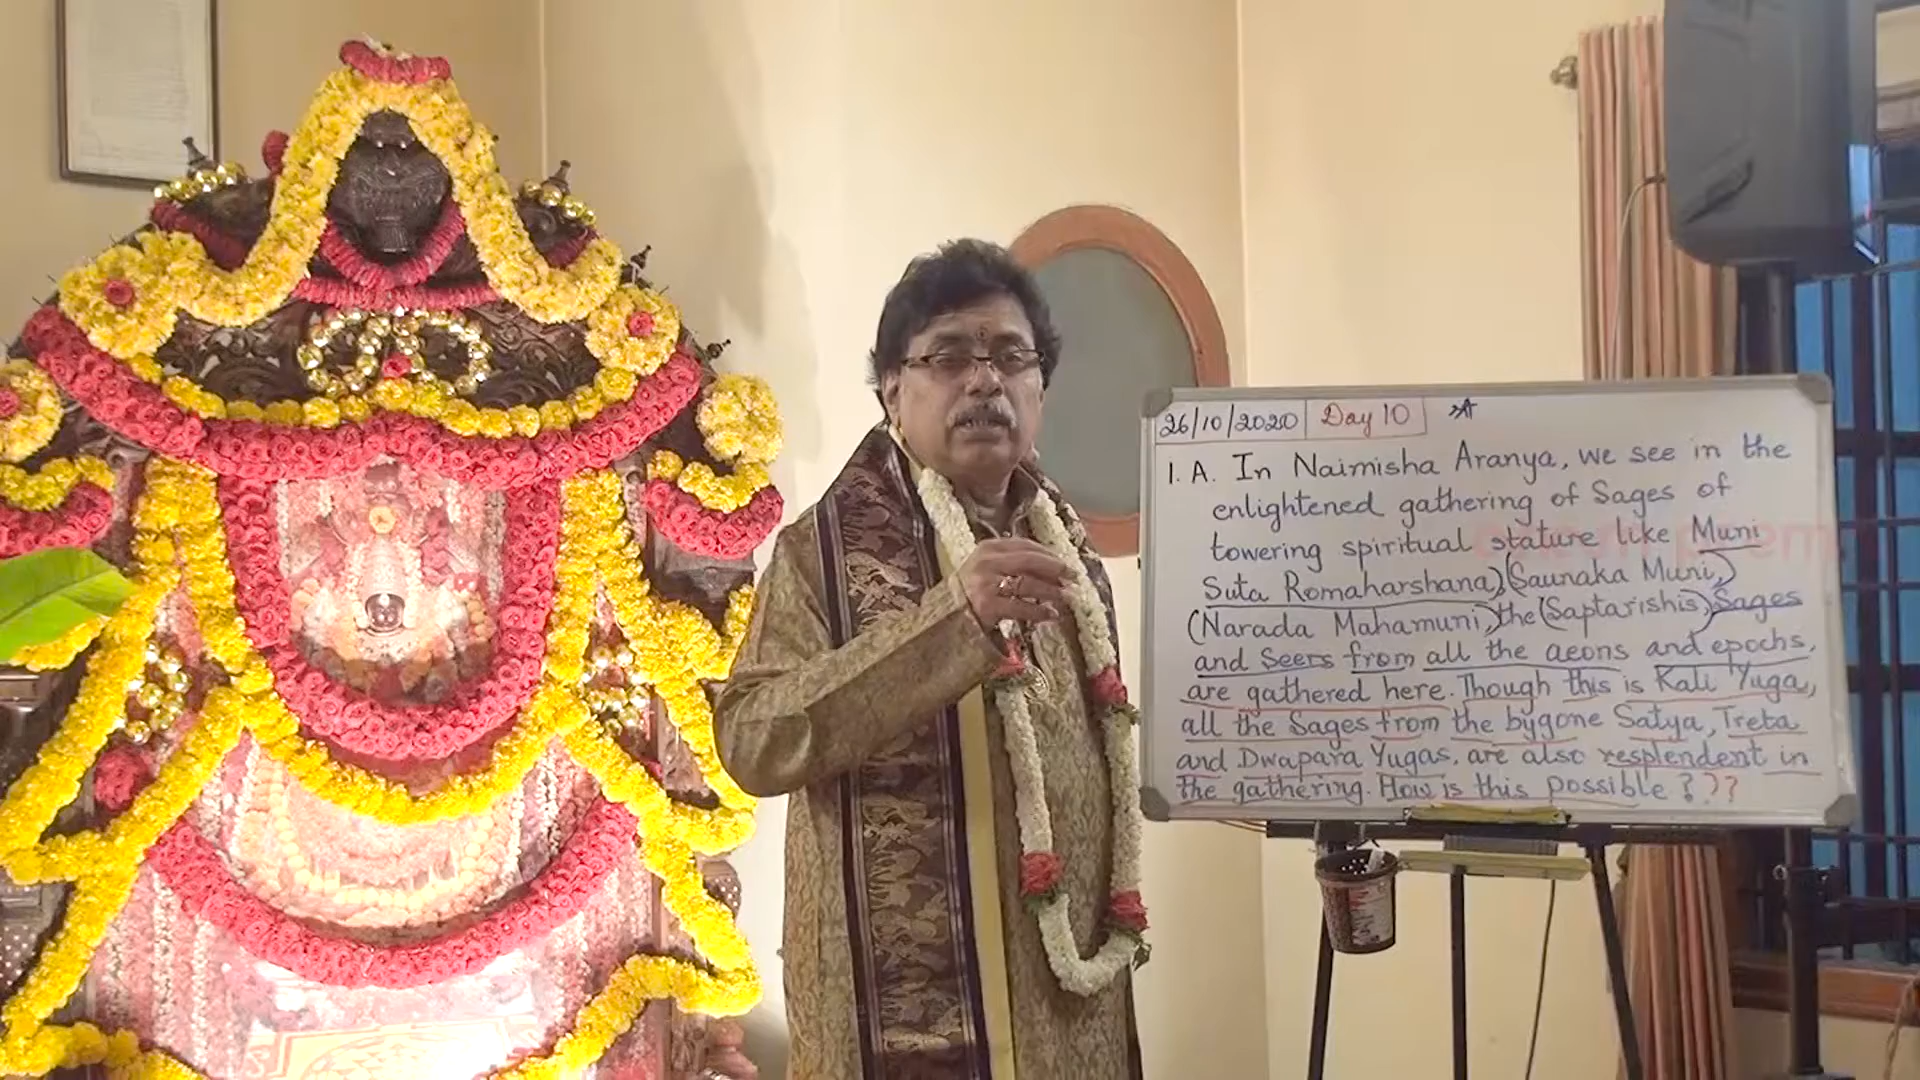 26/10/2020 Day 10
1. A. In Naimisha Aranya, we see in the
enlightened gathering of Sages of
towering spiritual stature like Muni
Suta Romaharshana,) (Saunaka Muni,)
(Narada Mahamuni,) the (Saptarishis,) Sages
and Seers from all the aeons and epochs,
are gathered here. Though this is Kali Yuga,
all the Sages from the bygone Satya, Treta
and Dwapara Yugas, are also resplendent in
the gathering. How is this possible ???